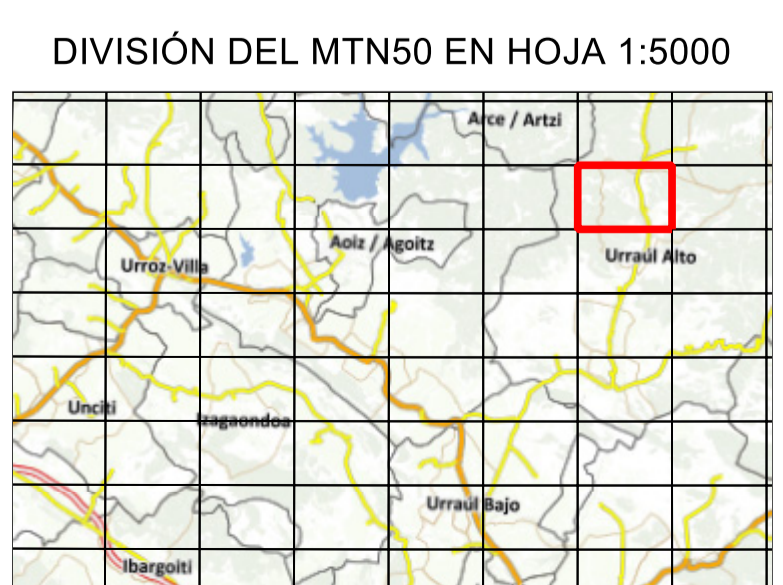 DIVISIÓN DEL MTN50 EN HOJA 1:5000
Arce / Artzi
Aoiz / Agoitz
Urraúl Alto
Urroz-Villa
Unciti
Izagaondoa
Urraúl Bajo
Ibargoiti